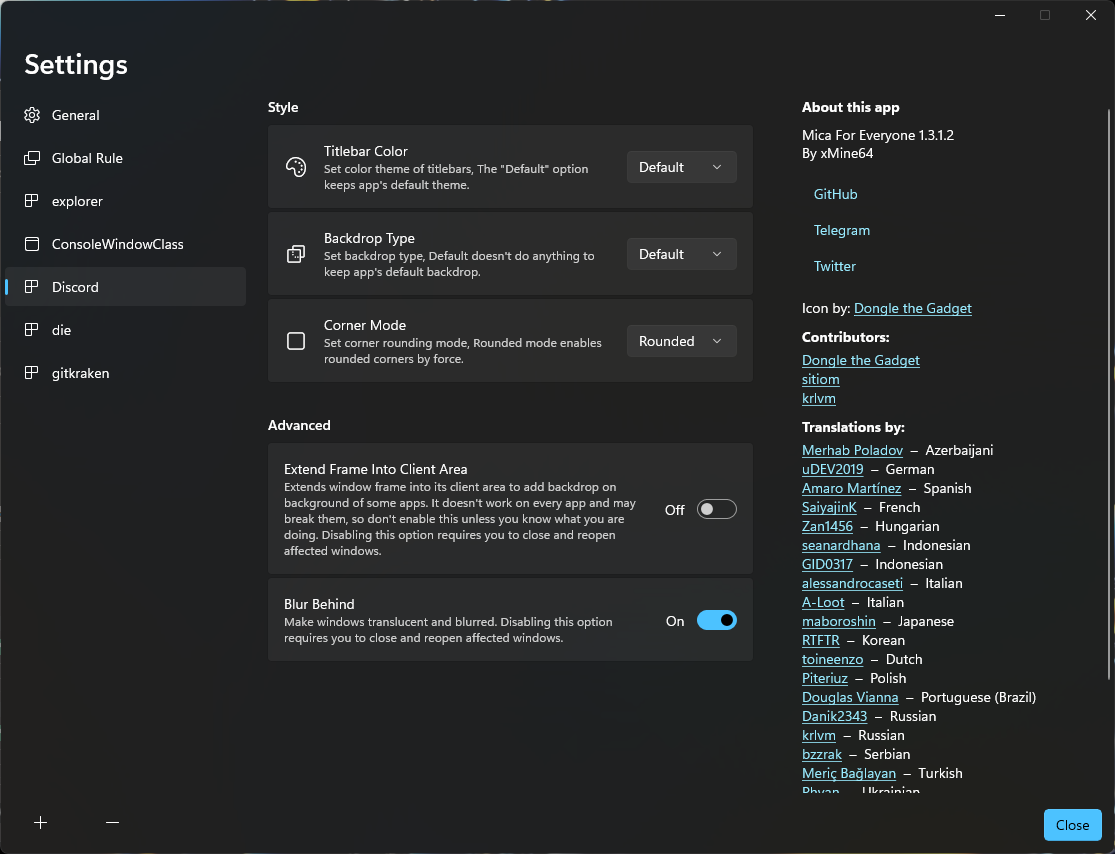 Settings
General
Global Rule
explorer
ConsoleWindowClass
Discord
die
gitkraken
Style
Titlebar Color
Set color theme of titlebars, The "Default" option
keeps app's default theme.
Default
Backdrop Type
Set backdrop type, Default doesn't do anything to
keep app's default backdrop.
Default
Corner Mode
Set corner rounding mode, Rounded mode enables
rounded corners by force.
Rounded
Advanced
Extend Frame Into Client Area
Extends window frame into its client area to add backdrop on
background of some apps. It doesn't work on every app and may
break them, so don't enable this unless you know what you are
doing. Disabling this option requires you to close and reopen
affected windows.
Off
Blur Behind
Make windows translucent and blurred. Disabling this option
requires you to close and reopen affected windows.
On
About this app
Mica For Everyone 1.3.1.2
By xMine64
GitHub
Telegram
Twitter
Icon by: Dongle the Gadget
Contributors:
Dongle the Gadget
sitiom
krlvm
Translations by:
Merhab Poladov – Azerbaijani
uDEV2019 – German
Amaro Martínez – Spanish
SaiyajinK – French
Zan1456 – Hungarian
seanardhana – Indonesian
GID0317 – Indonesian
alessandrocaseti – Italian
A-Loot – Italian
maboroshin – Japanese
RTFTR – Korean
toineenzo – Dutch
Piteriuz – Polish
Douglas Vianna – Portuguese (Brazil)
Danik2343 – Russian
krlvm – Russian
bzzrak – Serbian
Meriç Bağlayan – Turkish
– Ukrainian
Close